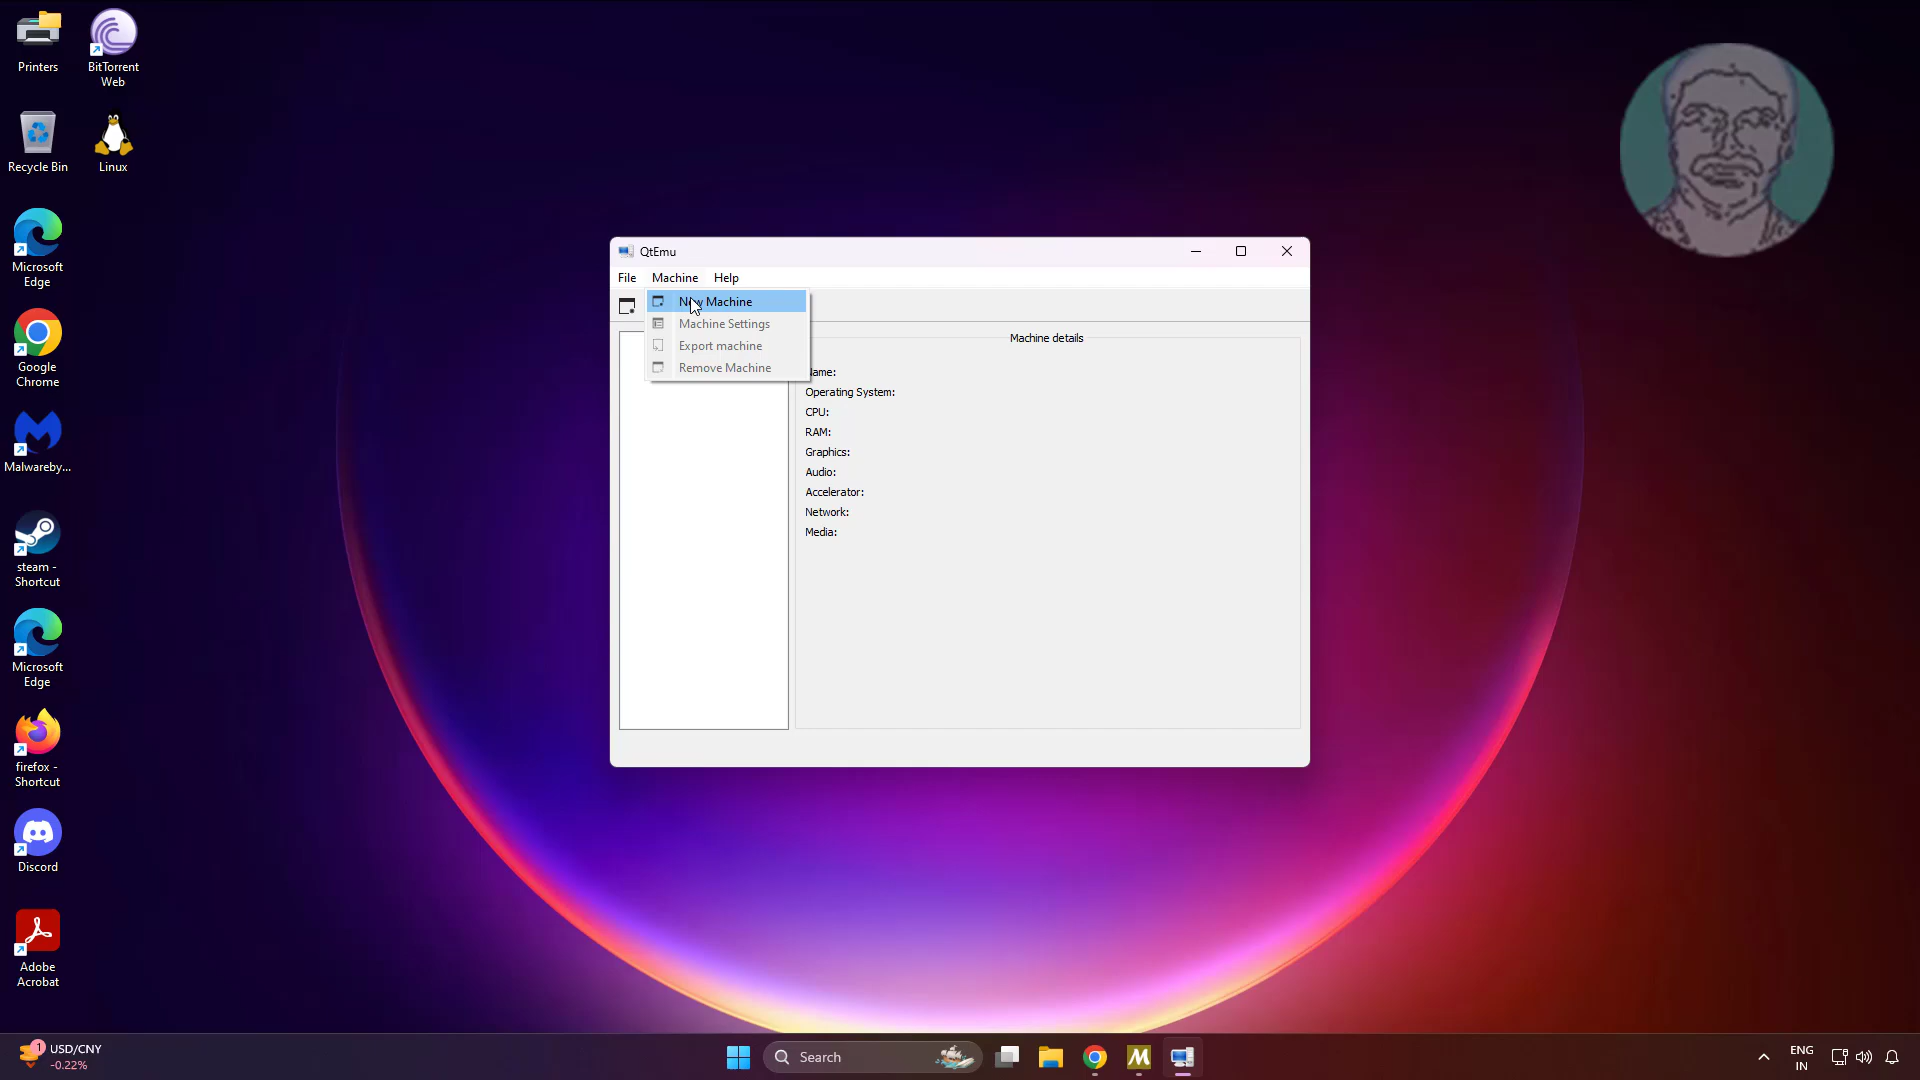 Printers
BitTorrent
Web
Recycle Bin
Linux
Microsoft
Edge
Google
Chrome
Malwareby...
steam -
Shortcut
Microsoft
Edge
firefox -
Shortcut
Discord
Adobe
Acrobat
QtEmu
File Machine Help
New Machine
Machine Settings
Export machine
Remove Machine
Machine details
Name:
Operating System:
CPU:
RAM:
Graphics:
Audio:
Accelerator:
Network:
Media:
1
USD/CNY
-0.22%
Search
M
ENG
IN